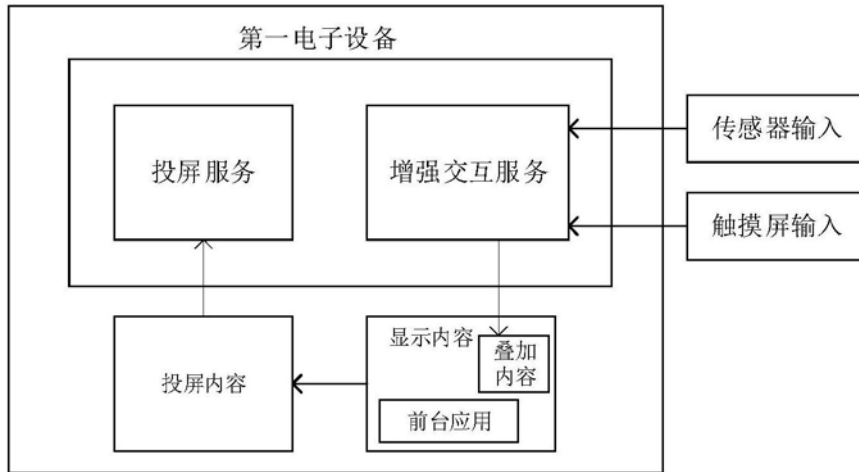 第一电子设备
投屏服务
增强交互服务
传感器输入
触摸屏输入
显示内容
叠加
内容
投屏内容
前台应用